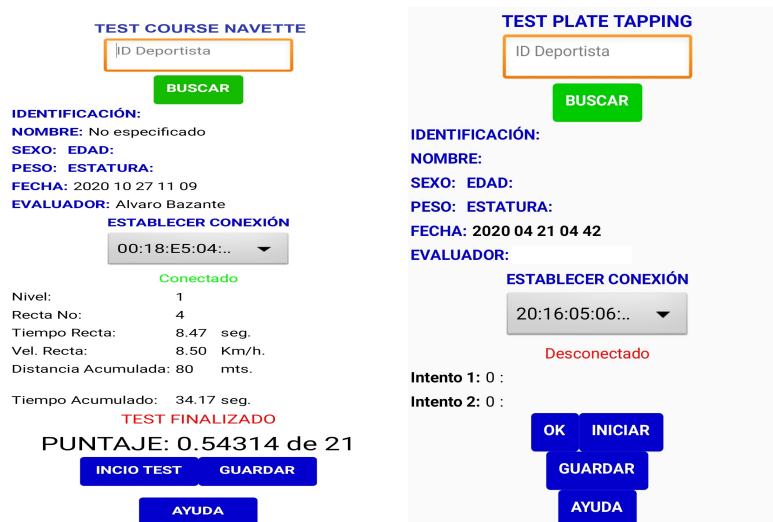 TEST COURSE NAVETTE
ID Deportista
BUSCAR
IDENTIFICACIÓN:
NOMBRE: No especificado
SEXO: EDAD:
PESO: ESTATURA:
FECHA: 2020 10 27 11 09
EVALUADOR: Alvaro Bazante
ESTABLECER CONEXIÓN
00:18:E5:04:..
Conectado
Nivel: 1
Recta No: 4
Tiempo Recta: 8.47 seg.
Vel. Recta: 8.50 Km/h.
Distancia Acumulada: 80 mts.
Tiempo Acumulado: 34.17 seg.
TEST FINALIZADO
PUNTAJE: 0.54314 de 21
INCIO TEST GUARDAR
AYUDA
TEST PLATE TAPPING
ID Deportista
BUSCAR
IDENTIFICACIÓN:
NOMBRE:
SEXO: EDAD:
PESO: ESTATURA:
FECHA: 2020 04 21 04 42
EVALUADOR:
ESTABLECER CONEXIÓN
20:16:05:06:..
Desconectado
Intento 1: 0 :
Intento 2: 0 :
OK INICIAR
GUARDAR
AYUDA